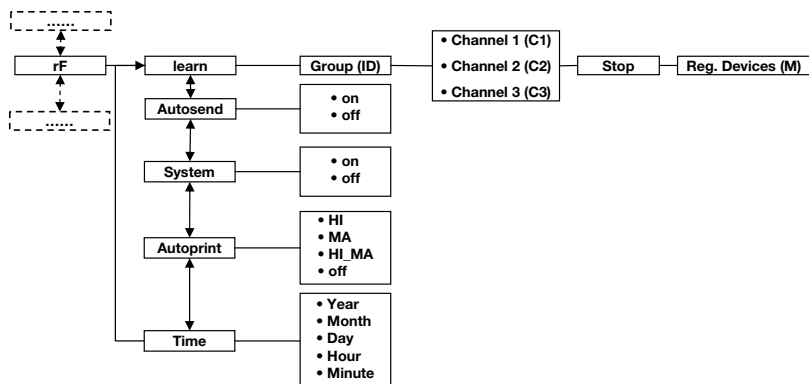 ......
rF
......
learn
Group (ID)
• Channel 1 (C1)
• Channel 2 (C2)
• Channel 3 (C3)
Stop
Reg. Devices (M)
Autosend
• on
• off
System
• on
• off
Autoprint
• HI
• MA
• HI_MA
• off
Time
• Year
• Month
• Day
• Hour
• Minute